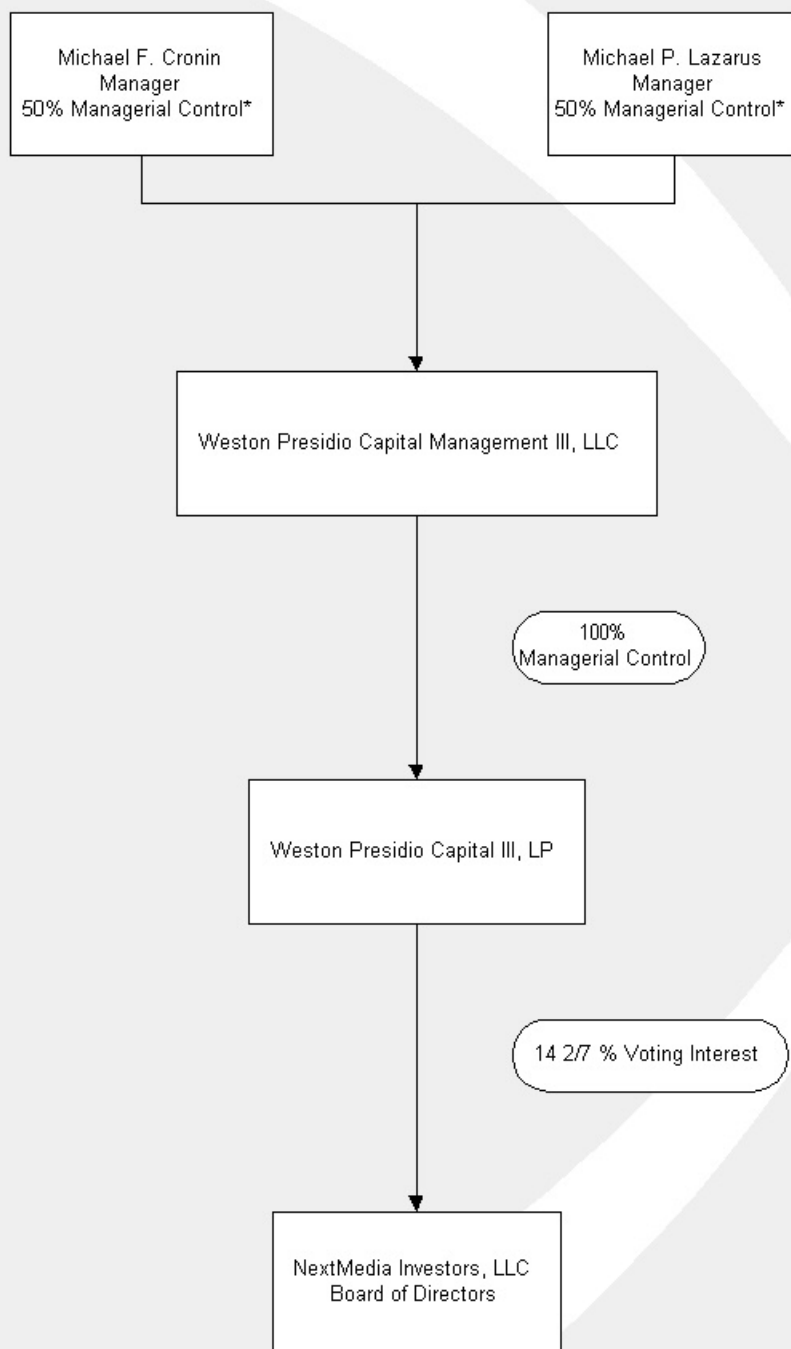 Michael F. Cronin
Manager
50% Managerial Control*
Michael P. Lazarus
Manager
50% Managerial Control*
Weston Presidio Capital Management III, LLC
100%
Managerial Control
Weston Presidio Capital III, LP
14 2/7 % Voting Interest
NextMedia Investors, LLC
Board of Directors